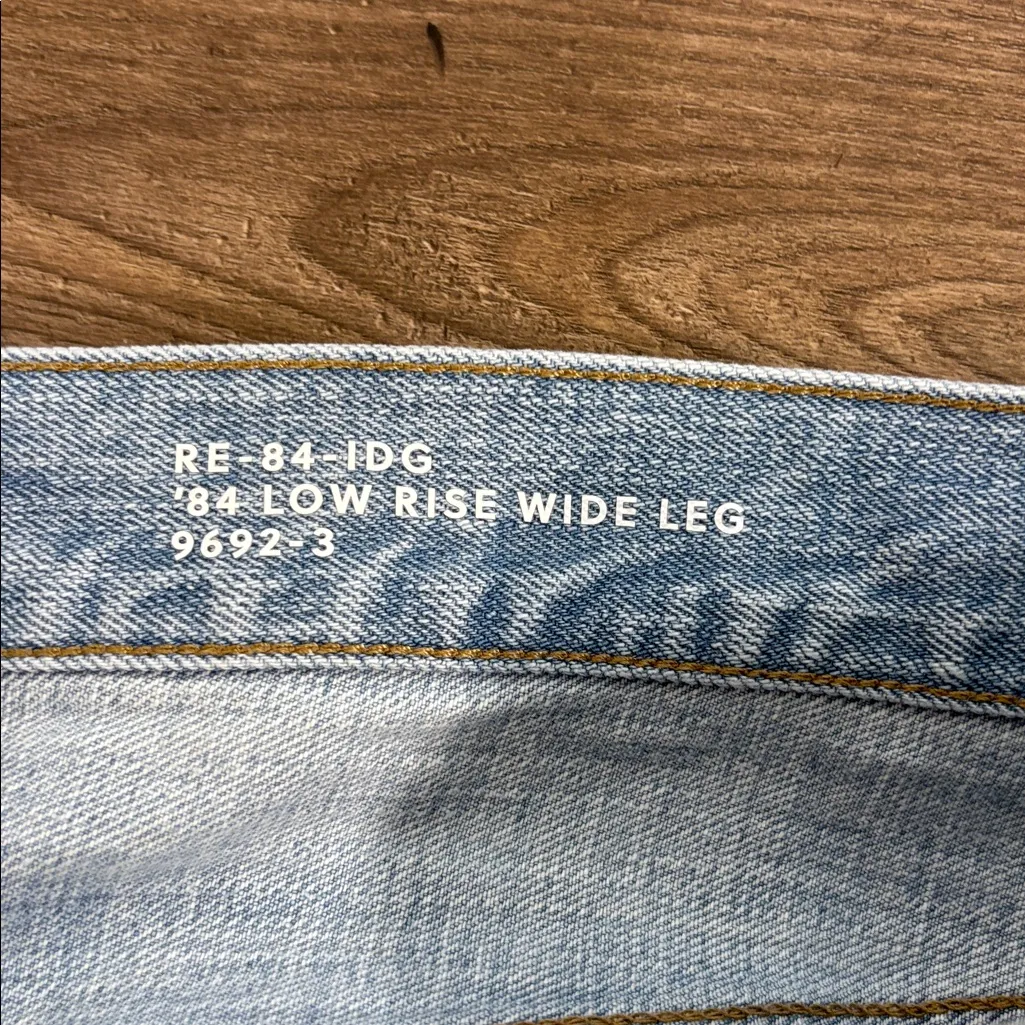 RE-84-IDG
'84 LOW RISE WIDE LEG
9692-3